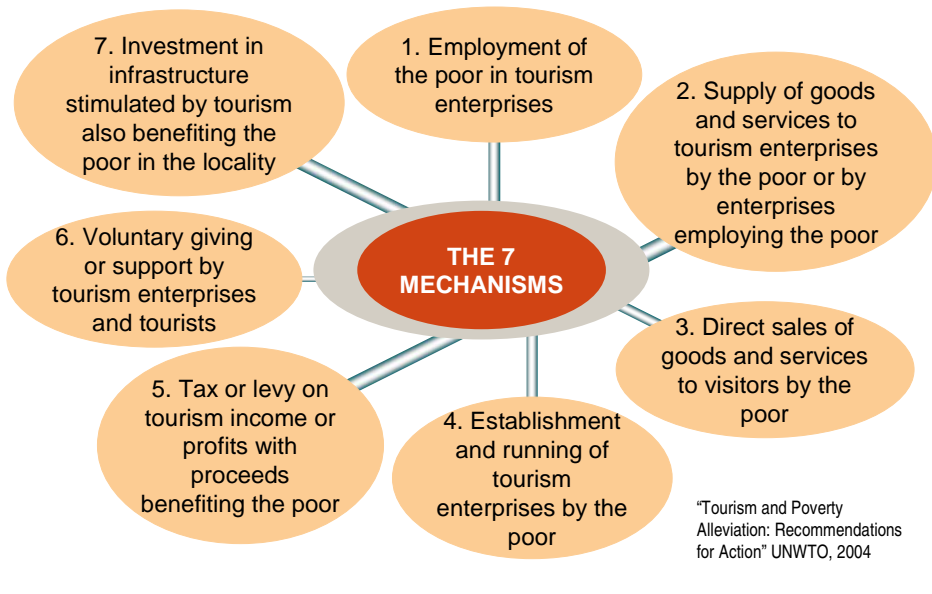 THE 7
MECHANISMS
1. Employment of
the poor in tourism
enterprises
2. Supply of goods
and services to
tourism enterprises
by the poor or by
enterprises
employing the poor
3. Direct sales of
goods and services
to visitors by the
poor
4. Establishment
and running of
tourism
enterprises by the
poor
5. Tax or levy on
tourism income or
profits with
proceeds
benefiting the poor
6. Voluntary giving
or support by
tourism enterprises
and tourists
7. Investment in
infrastructure
stimulated by tourism
also benefiting the
poor in the locality
“Tourism and Poverty
Alleviation: Recommendations
for Action” UNWTO, 2004